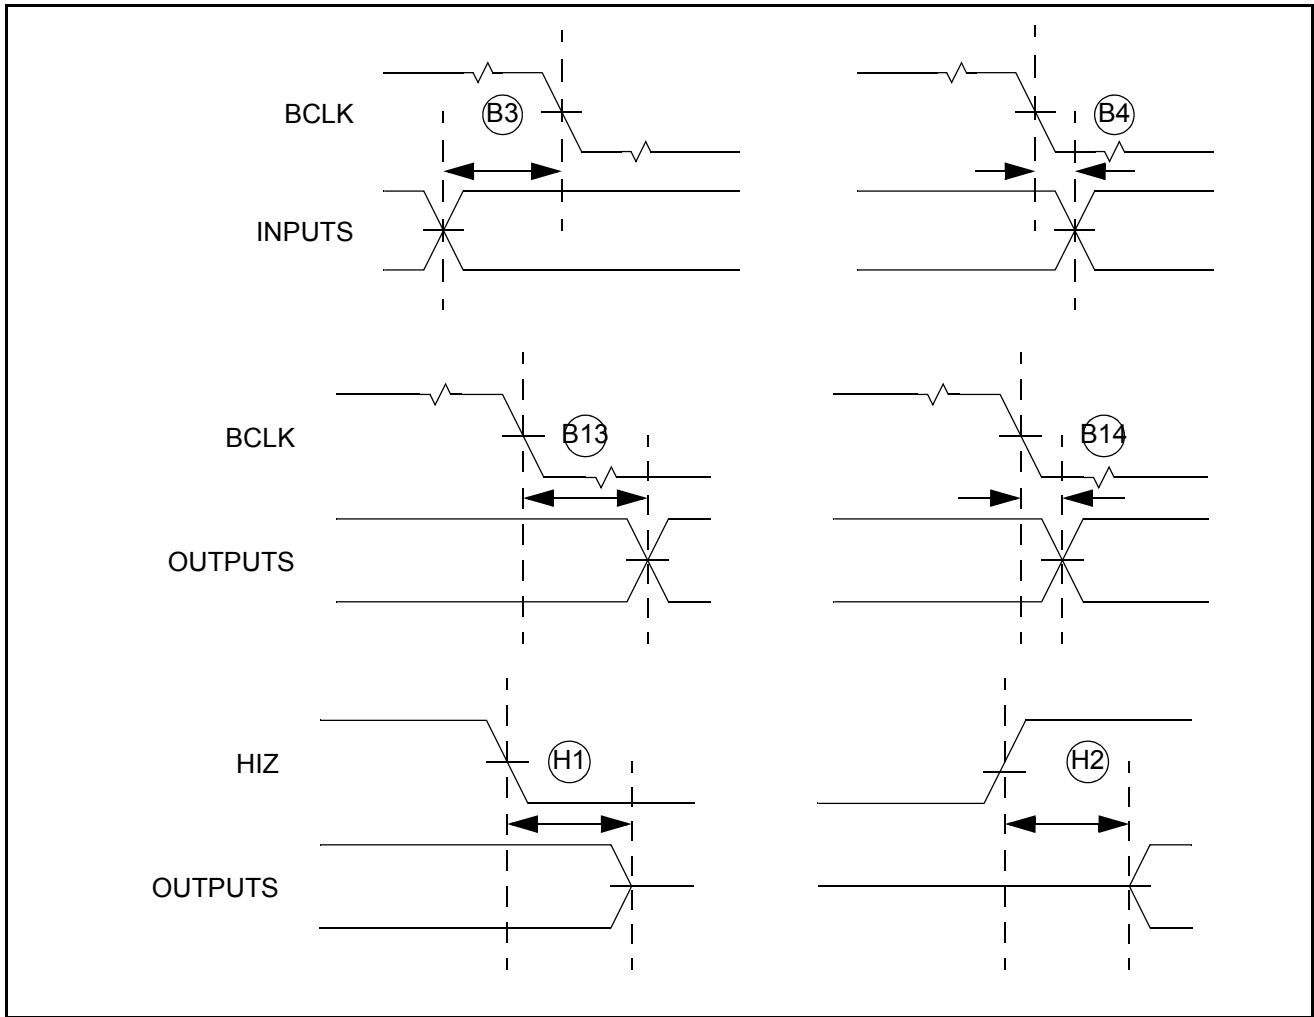 BCLK B3 B4
INPUTS
BCLK B13 B14
OUTPUTS
HIZ H1 H2
OUTPUTS